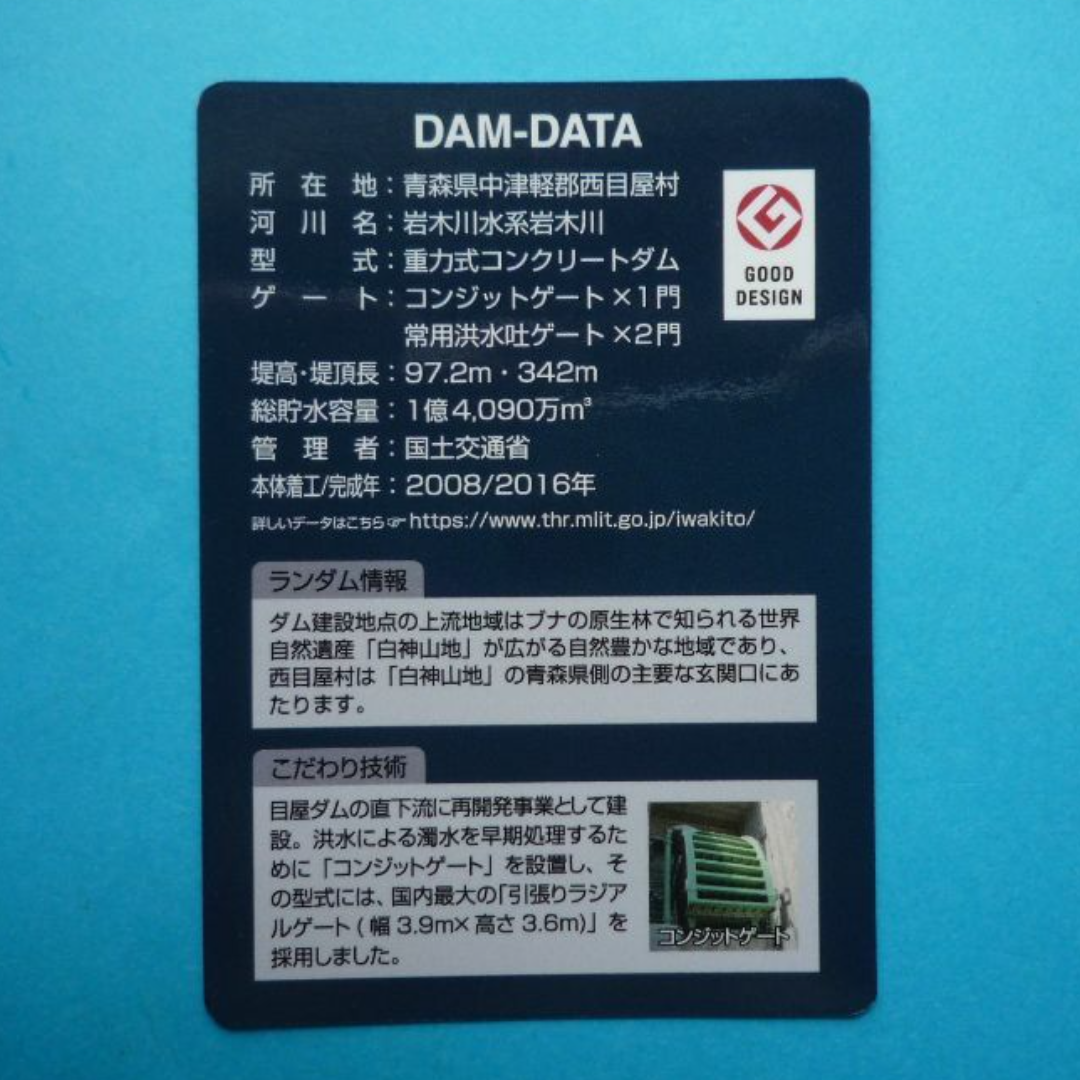 DAM-DATA
所在地：青森県中津軽郡西目屋村
河川名：岩木川水系岩木川
型式：重力式コンクリートダム
ゲート：コンジットゲート×1門
常用洪水吐ゲート×2門
堤高・堤頂長：97.2m・342m
総貯水容量：1億4,090万m³
管理者：国土交通省
本体着工/完成年：2008/2016年
詳しいデータはこちら☞https://www.thr.mlit.go.jp/iwakito/
GOOD
DESIGN
ランダム情報
ダム建設地点の上流地域はブナの原生林で知られる世界
自然遺産「白神山地」が広がる自然豊かな地域であり、
西目屋村は「白神山地」の青森県側の主要な玄関口にあ
たります。
こだわり技術
目屋ダムの直下流に再開発事業として建
設。洪水による濁水を早期処理するた
めに「コンジットゲート」を設置し、そ
の型式には、国内最大の「引張りラジア
ルゲート(幅3.9m×高さ3.6m)」を
採用しました。
コンジットゲート